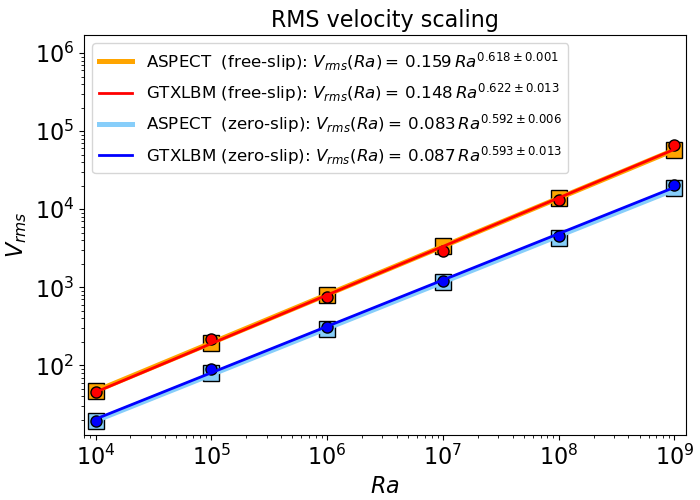 RMS velocity scaling
ASPECT (free-slip): V_rms(Ra) = 0.159 Ra^0.618 ± 0.001
GTXLBM (free-slip): V_rms(Ra) = 0.148 Ra^0.622 ± 0.013
ASPECT (zero-slip): V_rms(Ra) = 0.083 Ra^0.592 ± 0.006
GTXLBM (zero-slip): V_rms(Ra) = 0.087 Ra^0.593 ± 0.013
10^6
10^5
10^4
10^3
10^2
V_rms
10^4 10^5 10^6 10^7 10^8 10^9
Ra